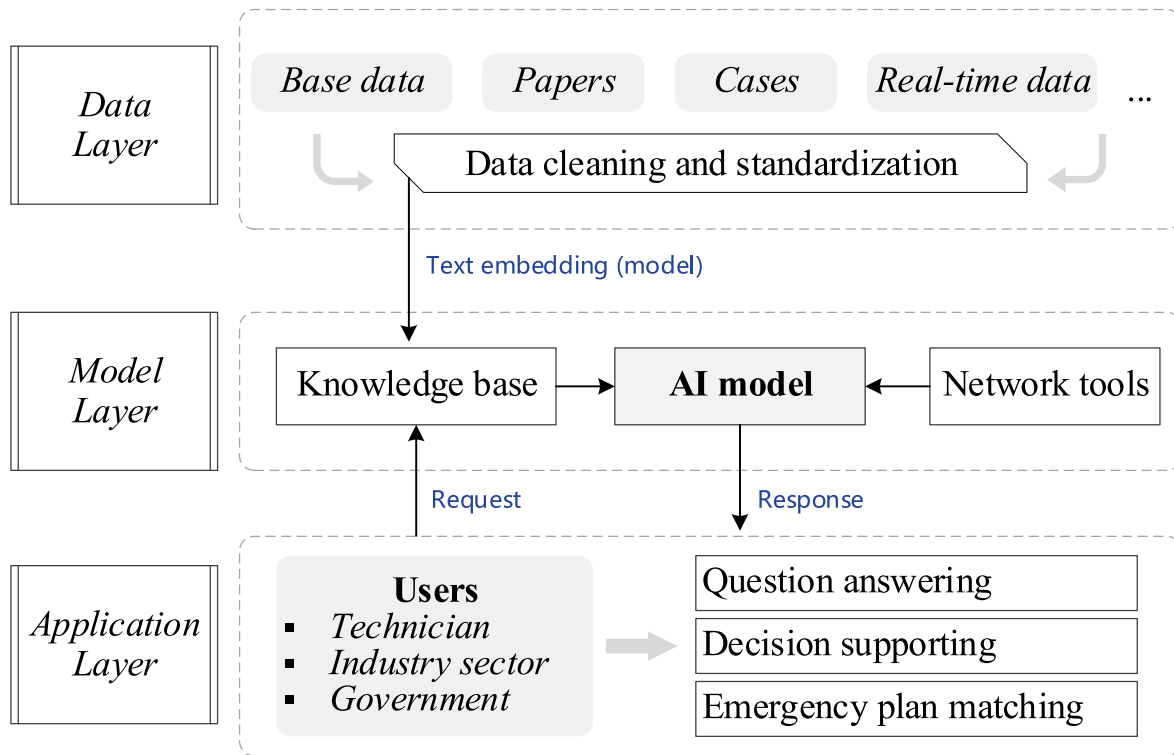 Data
Layer
Base data
Papers
Cases
Real-time data
...
Data cleaning and standardization
Text embedding (model)
Model
Layer
Knowledge base
AI model
Network tools
Request
Response
Application
Layer
Users
▪ Technician
▪ Industry sector
▪ Government
Question answering
Decision supporting
Emergency plan matching